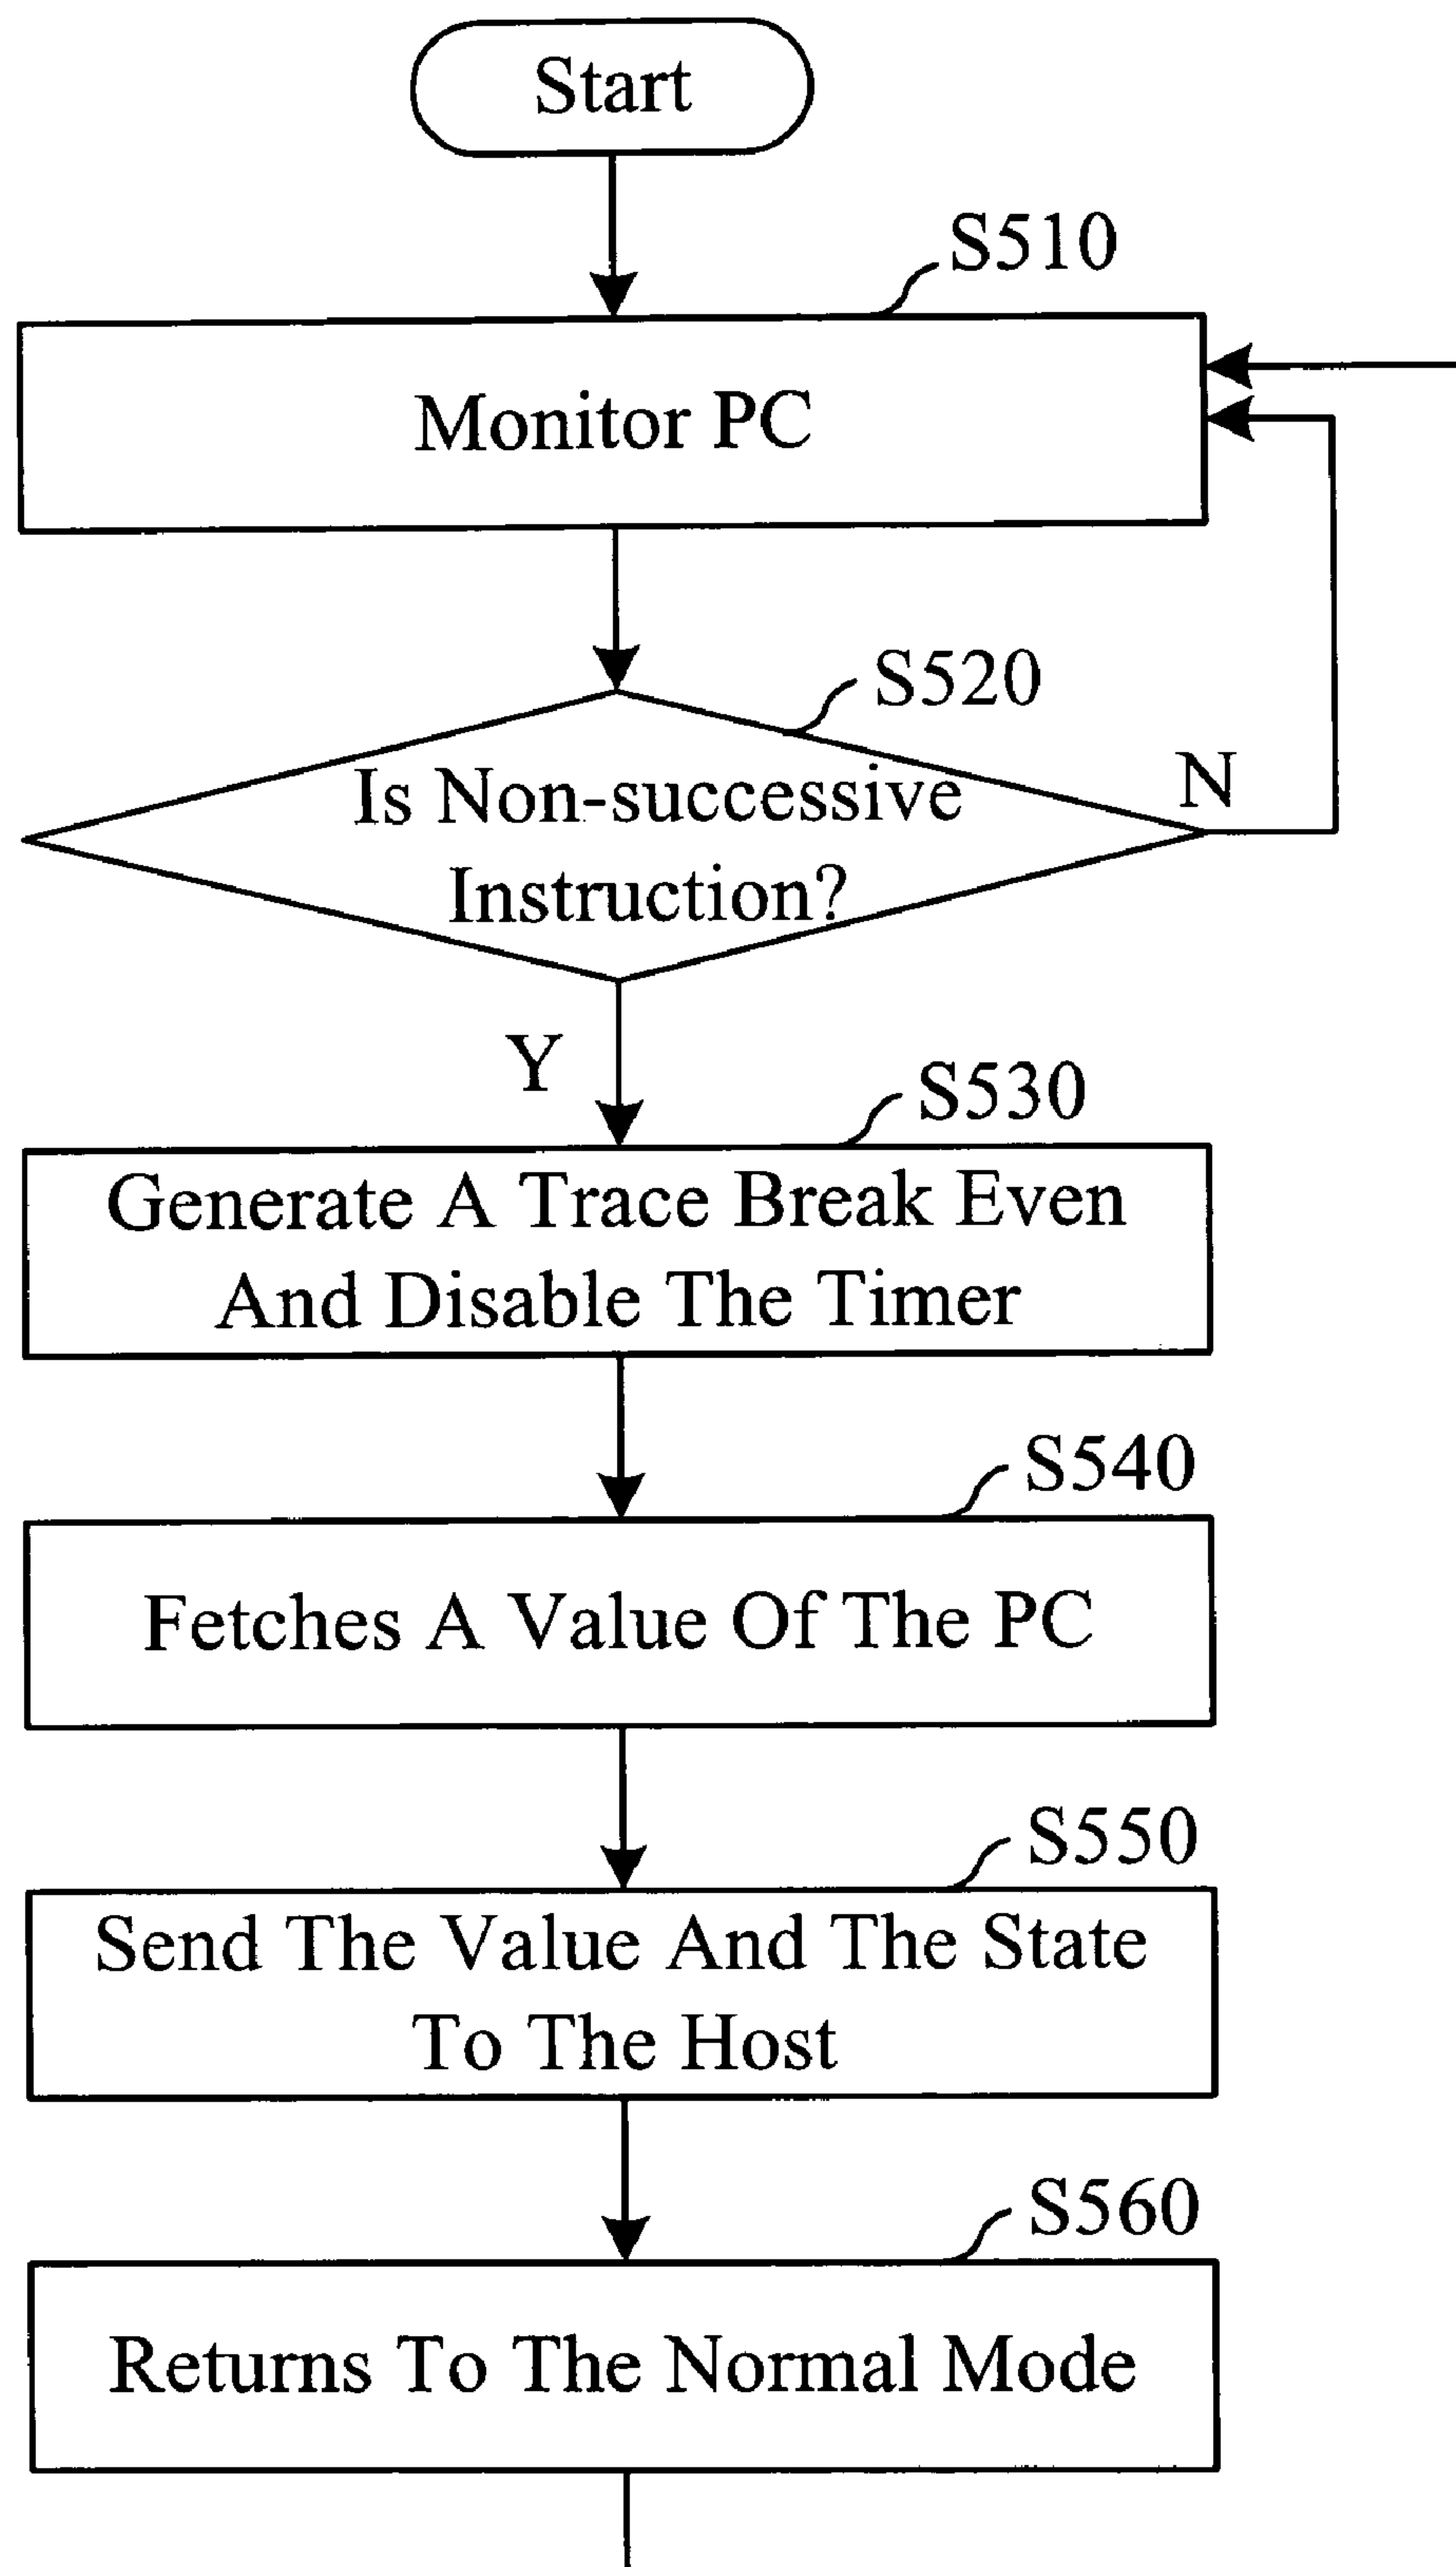 Start
S510
Monitor PC
S520
Is Non-successive
Instruction?
N
Y
S530
Generate A Trace Break Even
And Disable The Timer
S540
Fetches A Value Of The PC
S550
Send The Value And The State
To The Host
S560
Returns To The Normal Mode